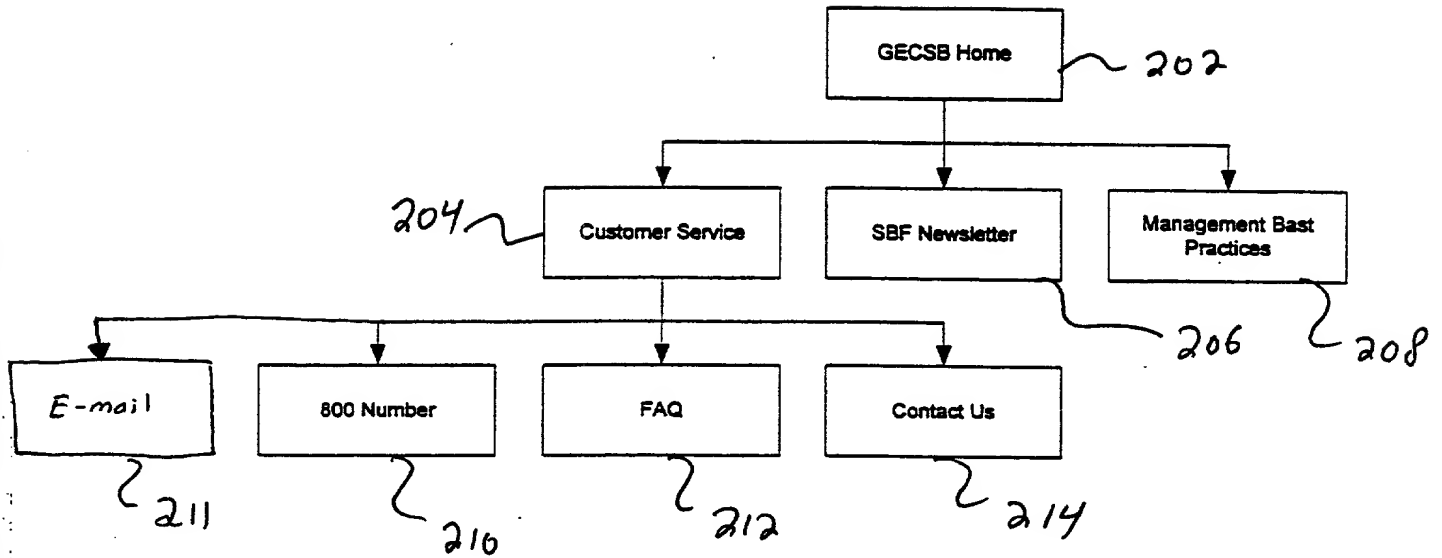 GECSB Home
202
204
Customer Service
SBF Newsletter
Management Bast
Practices
206
208
E-mail
800 Number
FAQ
Contact Us
211
210
212
214